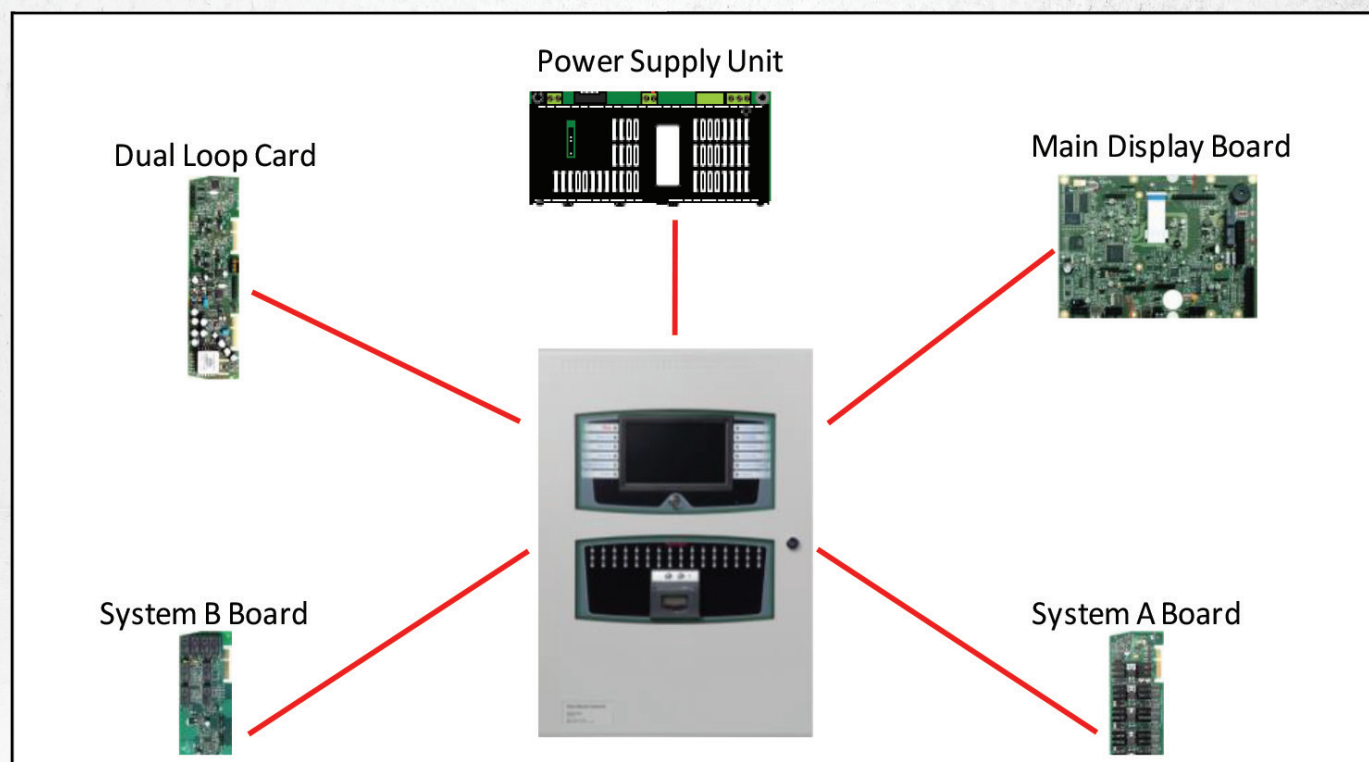 Power Supply Unit
Dual Loop Card
Main Display Board
System B Board
System A Board